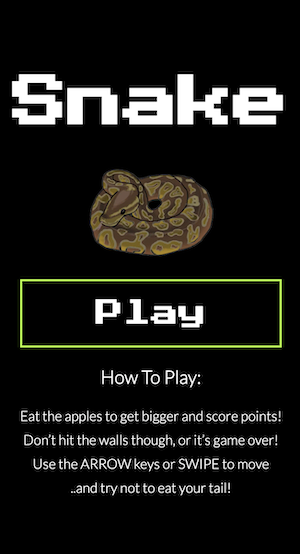 Snake
Play
How To Play:
Eat the apples to get bigger and score points!
Don't hit the walls though, or it's game over!
Use the ARROW keys or SWIPE to move
..and try not to eat your tail!